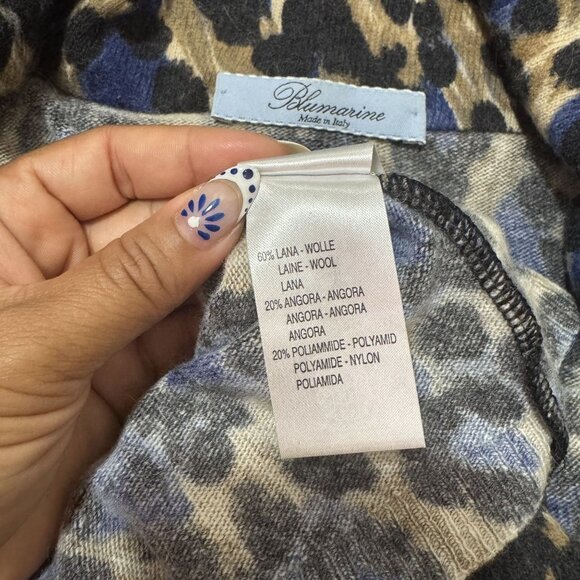 Blumarine
Made in Italy
60% LANA - WOLLE
LAINE - WOOL
LANA
20% ANGORA - ANGORA
ANGORA - ANGORA
ANGORA
20% POLIAMMIDE - POLYAMID
POLYAMIDE - NYLON
POLIAMIDA